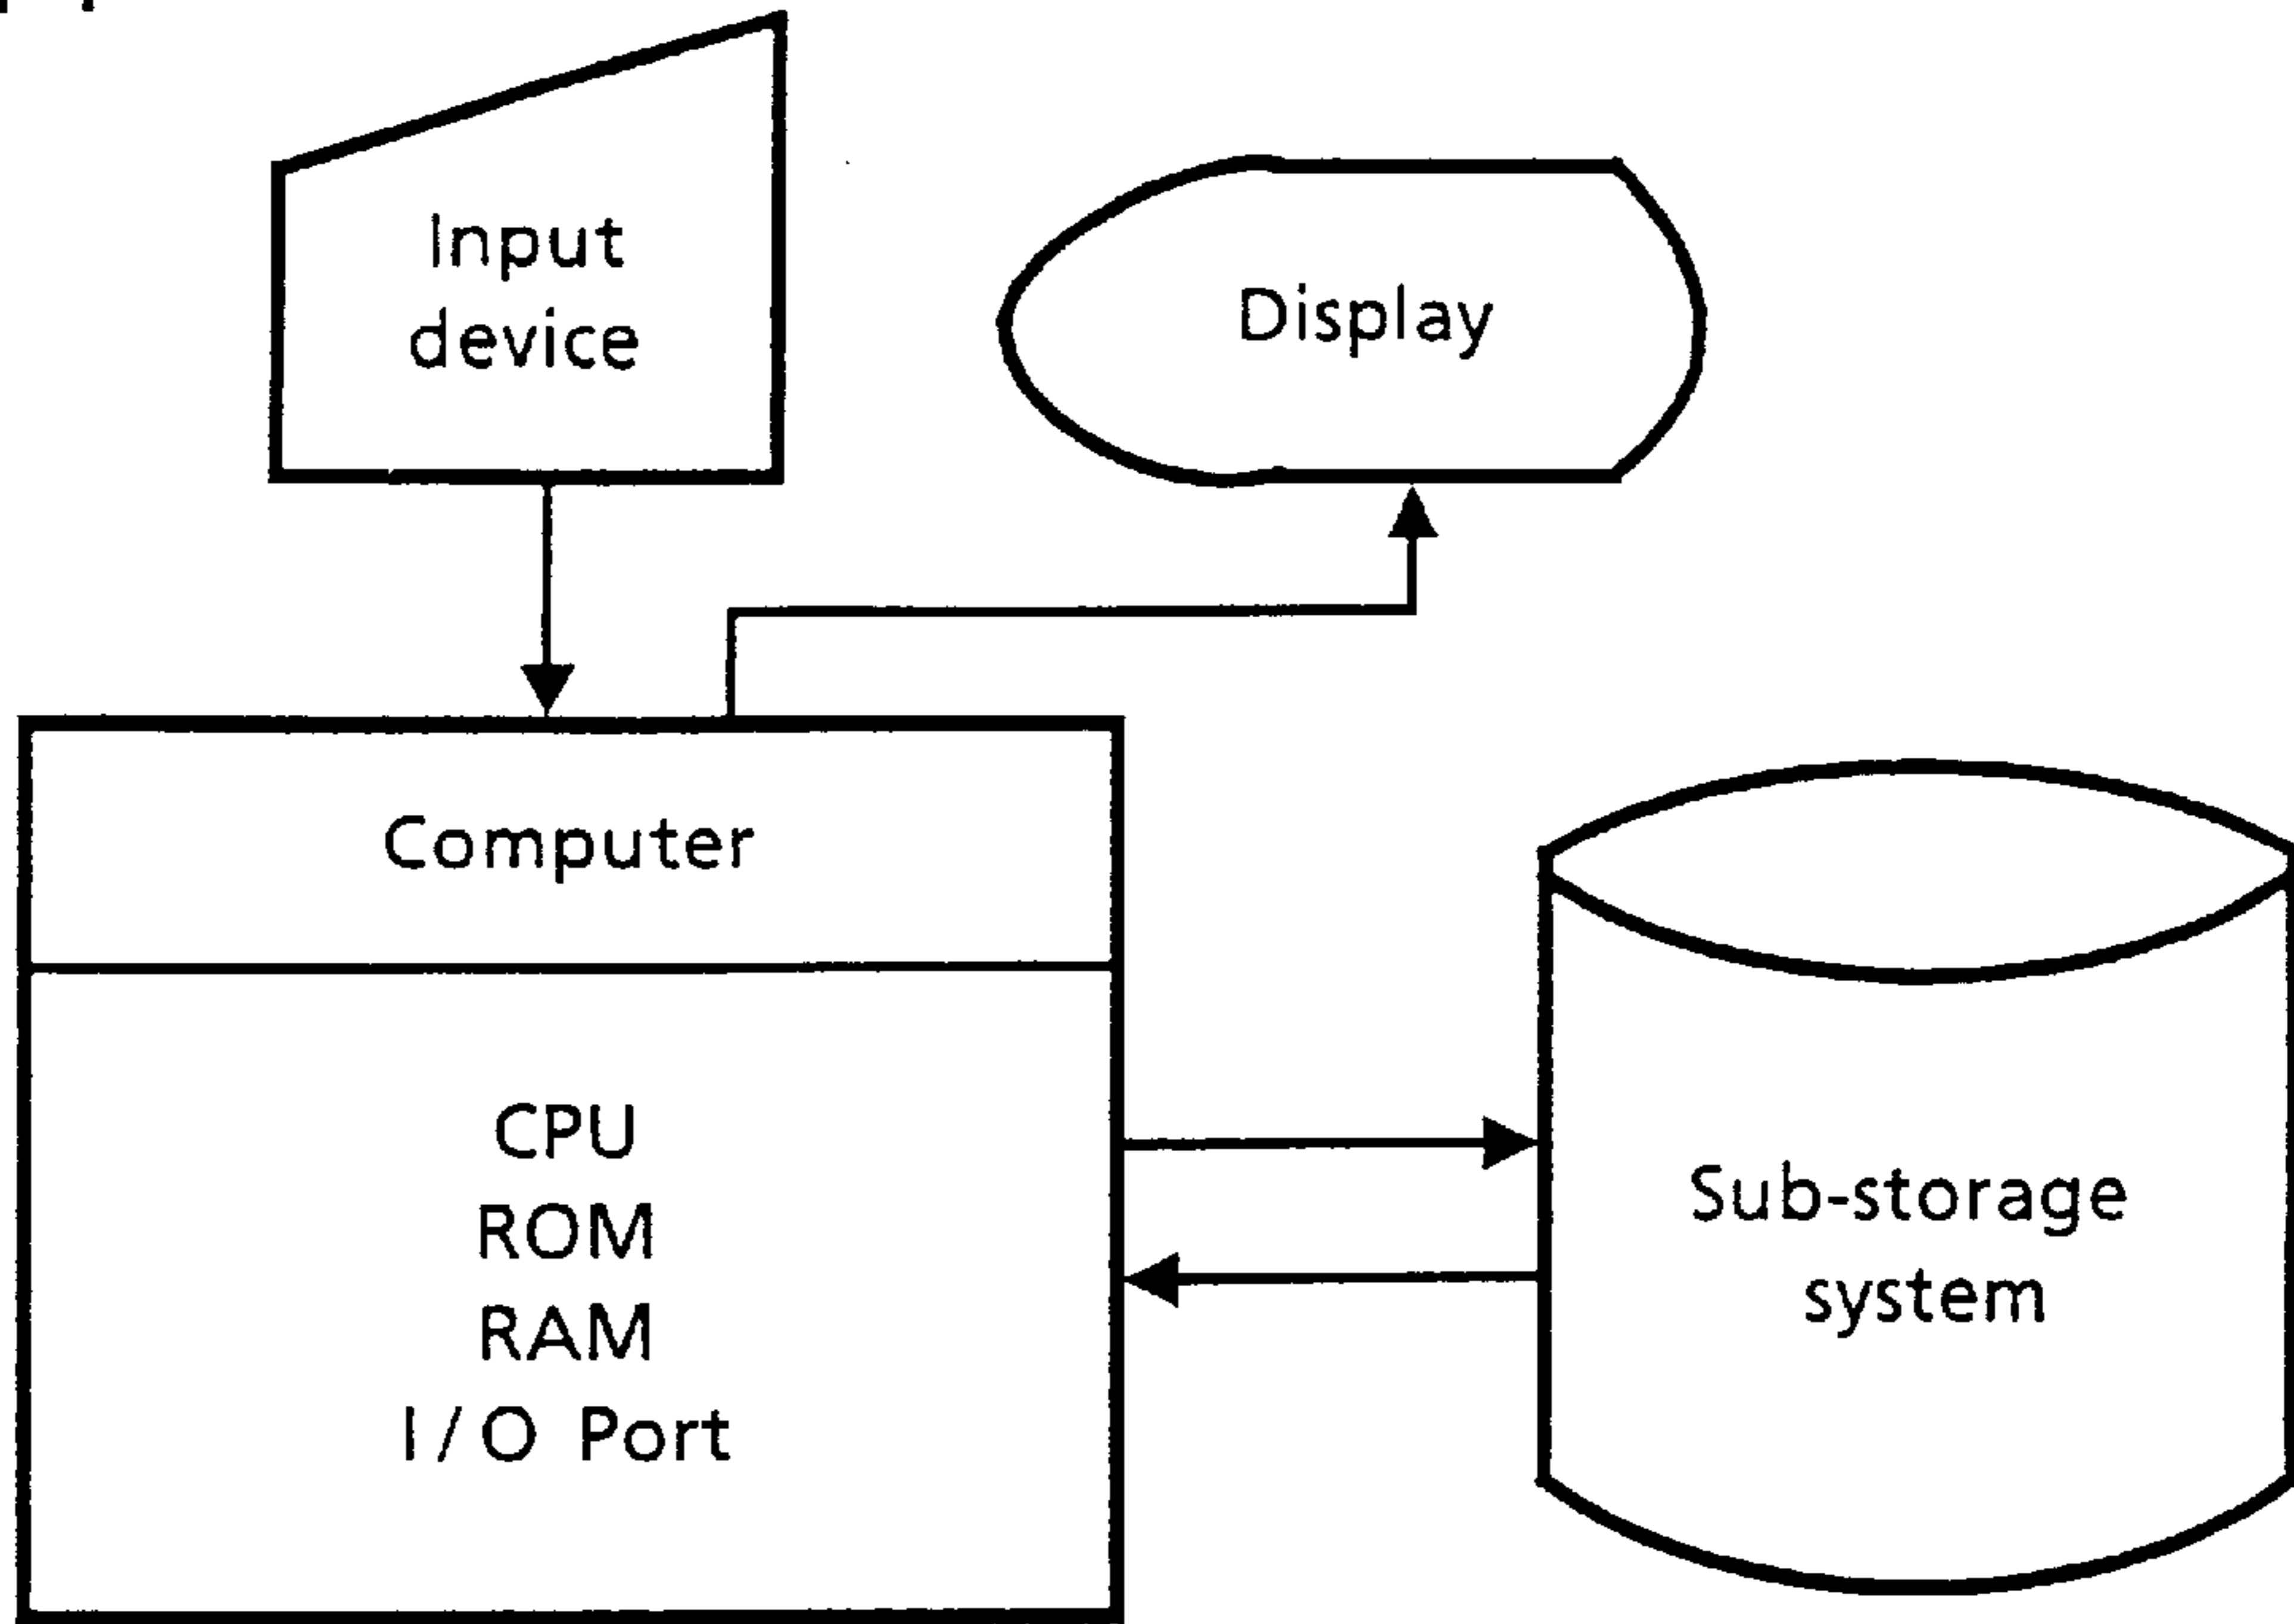 Input
device
Display
Computer
CPU
ROM
RAM
I/O Port
Sub-storage
system